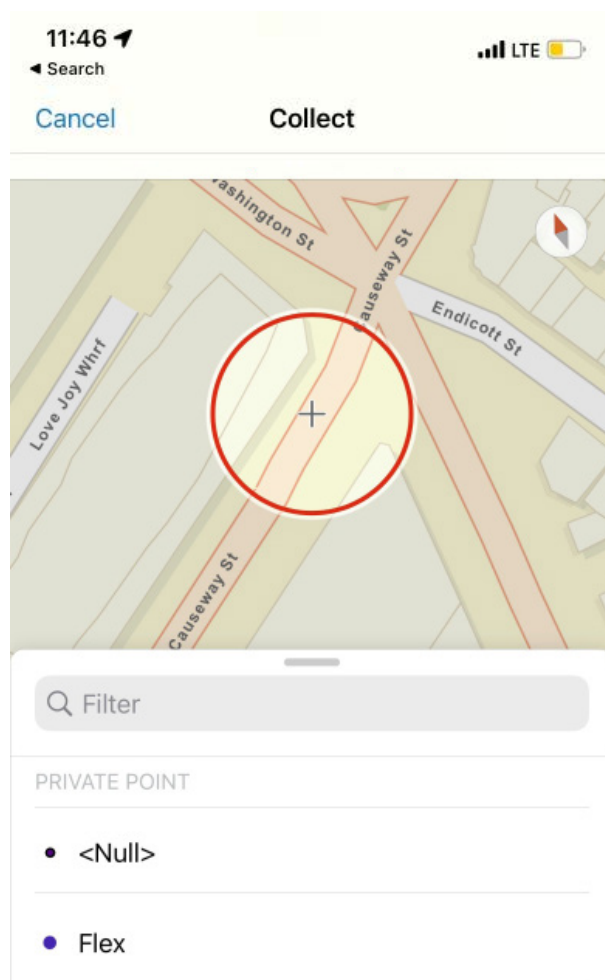 11:46
LTE
◀ Search
Cancel
Collect
Washington St
Causeway St
Endicott St
Love Joy Whrf
Causeway St
Filter
PRIVATE POINT
<Null>
Flex